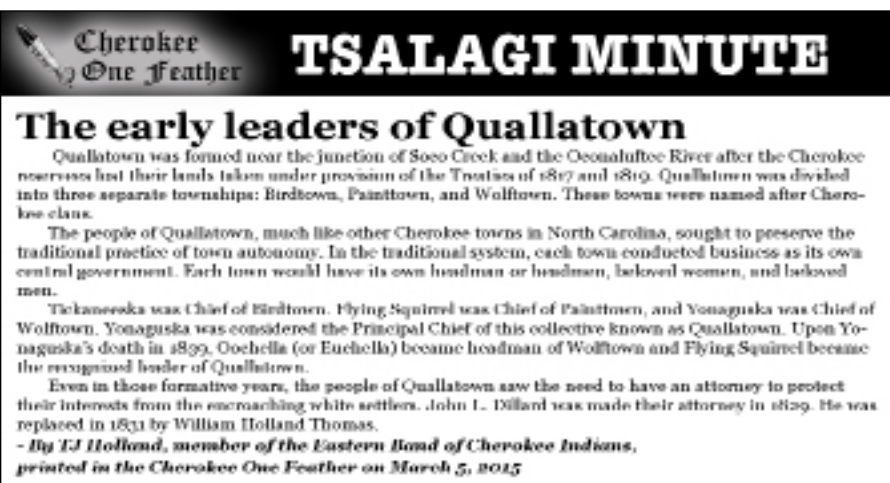 Cherokee
One Feather
TSALAGI MINUTE
The early leaders of Quallatown
Quallatown was formed near the junction of Soco Creek and the Oconaluftee River after the Cherokee
reservees lost their lands taken under provision of the Treaties of 1817 and 1819. Quallatown was divided
into three separate townships: Birdtown, Painttown, and Wolftown. These towns were named after Chero-
kee clans.
The people of Quallatown, much like other Cherokee towns in North Carolina, sought to preserve the
traditional practice of town autonomy. In the traditional system, each town conducted business as its own
central government. Each town would have its own headman or headmen, beloved women, and beloved
men.
Tickaneeska was Chief of Birdtown. Flying Squirrel was Chief of Painttown, and Yonaguska was Chief of
Wolftown. Yonaguska was considered the Principal Chief of this collective known as Quallatown. Upon Yo-
naguska's death in 1839, Oochella (or Euchella) became headman of Wolftown and Flying Squirrel became
the recognized leader of Quallatown.
Even in those formative years, the people of Quallatown saw the need to have an attorney to protect
their interests from the encroaching white settlers. John L. Dillard was made their attorney in 1829. He was
replaced in 1831 by William Holland Thomas.
- By TJ Holland, member of the Eastern Band of Cherokee Indians,
printed in the Cherokee One Feather on March 5, 2015